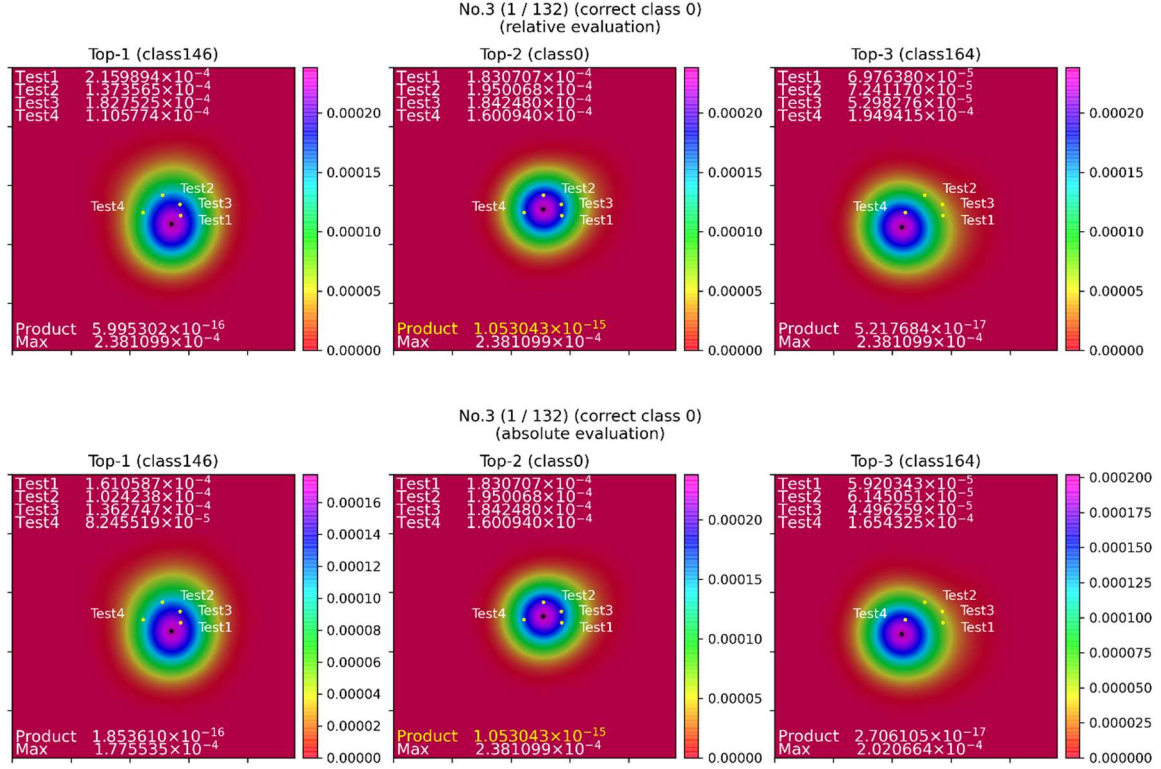 No.3 (1 / 132) (correct class 0)
(relative evaluation)
Top-1 (class146)
Test1 2.159894×10⁻⁴
Test2 1.373565×10⁻⁴
Test3 1.827525×10⁻⁴
Test4 1.105774×10⁻⁴
Test2
Test4
Test3
Test1
Product 5.995302×10⁻¹⁶
Max 2.381099×10⁻⁴
0.00020
0.00015
0.00010
0.00005
0.00000
Top-2 (class0)
Test1 1.830707×10⁻⁴
Test2 1.950068×10⁻⁴
Test3 1.842480×10⁻⁴
Test4 1.600940×10⁻⁴
Test2
Test4
Test3
Test1
Product 1.053043×10⁻¹⁵
Max 2.381099×10⁻⁴
0.00020
0.00015
0.00010
0.00005
0.00000
Top-3 (class164)
Test1 6.976380×10⁻⁵
Test2 7.241170×10⁻⁵
Test3 5.298276×10⁻⁵
Test4 1.949415×10⁻⁴
Test2
Test4
Test3
Test1
Product 5.217684×10⁻¹⁷
Max 2.381099×10⁻⁴
0.00020
0.00015
0.00010
0.00005
0.00000
No.3 (1 / 132) (correct class 0)
(absolute evaluation)
Top-1 (class146)
Test1 1.610587×10⁻⁴
Test2 1.024238×10⁻⁴
Test3 1.362747×10⁻⁴
Test4 8.245519×10⁻⁵
Test2
Test4
Test3
Test1
Product 1.853610×10⁻¹⁶
Max 1.775535×10⁻⁴
0.00016
0.00014
0.00012
0.00010
0.00008
0.00006
0.00004
0.00002
0.00000
Top-2 (class0)
Test1 1.830707×10⁻⁴
Test2 1.950068×10⁻⁴
Test3 1.842480×10⁻⁴
Test4 1.600940×10⁻⁴
Test2
Test4
Test3
Test1
Product 1.053043×10⁻¹⁵
Max 2.381099×10⁻⁴
0.00020
0.00015
0.00010
0.00005
0.00000
Top-3 (class164)
Test1 5.920343×10⁻⁵
Test2 6.145051×10⁻⁵
Test3 4.496259×10⁻⁵
Test4 1.654325×10⁻⁴
Test2
Test4
Test3
Test1
Product 2.706105×10⁻¹⁷
Max 2.020664×10⁻⁴
0.000200
0.000175
0.000150
0.000125
0.000100
0.000075
0.000050
0.000025
0.000000